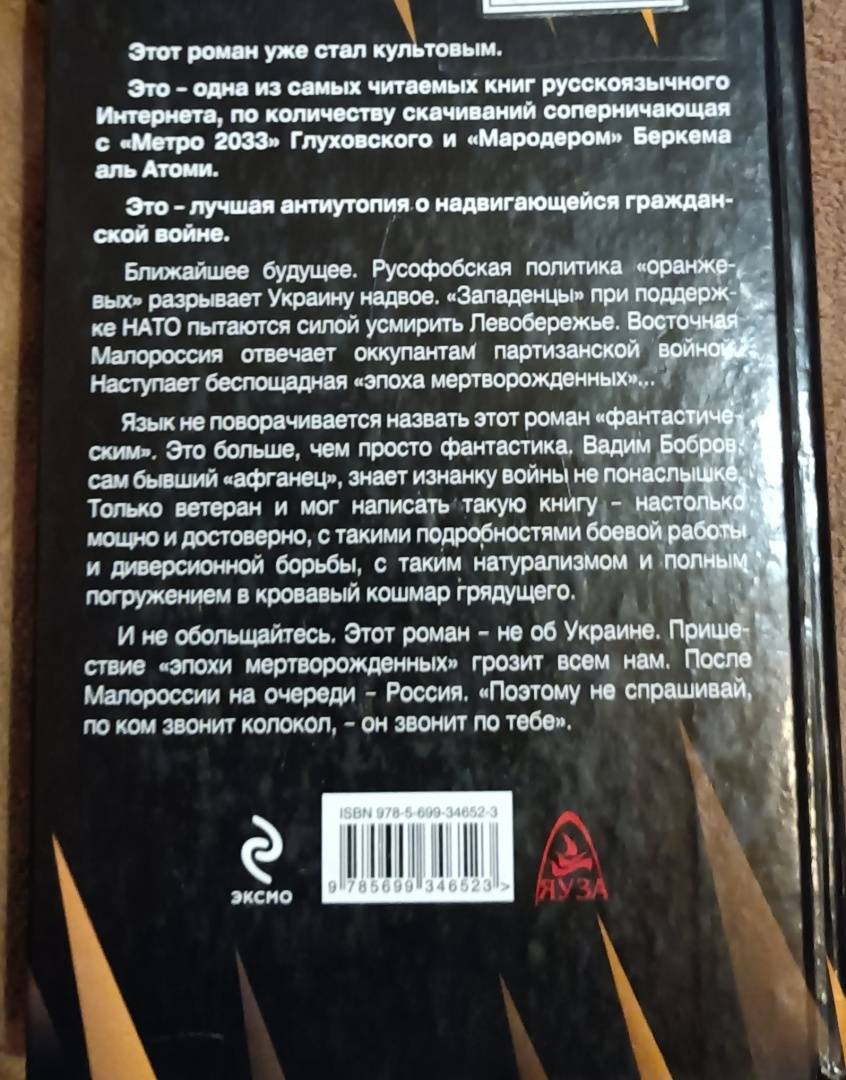 Этот роман уже стал культовым.
Это – одна из самых читаемых книг русскоязычного
Интернета, по количеству скачиваний соперничающая
с «Метро 2033» Глуховского и «Мародером» Беркема
аль Атоми.
Это – лучшая антиутопия о надвигающейся граждан-
ской войне.
Ближайшее будущее. Русофобская политика «оранже-
вых» разрывает Украину надвое. «Западенцы» при поддерж-
ке НАТО пытаются силой усмирить Левобережье. Восточная
Малороссия отвечает оккупантам партизанской войной.
Наступает беспощадная «эпоха мертворожденных»...
Язык не поворачивается назвать этот роман «фантастиче-
ским». Это больше, чем просто фантастика. Вадим Бобров,
сам бывший «афганец», знает изнанку войны не понаслышке.
Только ветеран и мог написать такую книгу – настолько
мощно и достоверно, с такими подробностями боевой работы
и диверсионной борьбы, с таким натурализмом и полным
погружением в кровавый кошмар грядущего.
И не обольщайтесь. Этот роман – не об Украине. Прише-
ствие «эпохи мертворожденных» грозит всем нам. После
Малороссии на очереди – Россия. «Поэтому не спрашивай,
по ком звонит колокол, – он звонит по тебе».
ISBN 978-5-699-34652-3
9 785699 346523 >
ЭКСМО
ЯУЗА